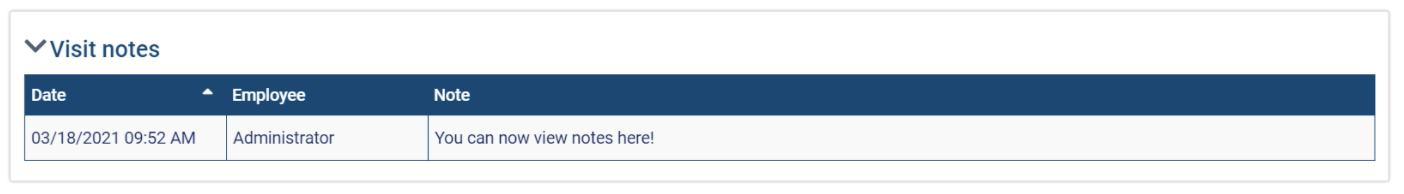 Visit notes
Date Employee Note
03/18/2021 09:52 AM Administrator You can now view notes here!